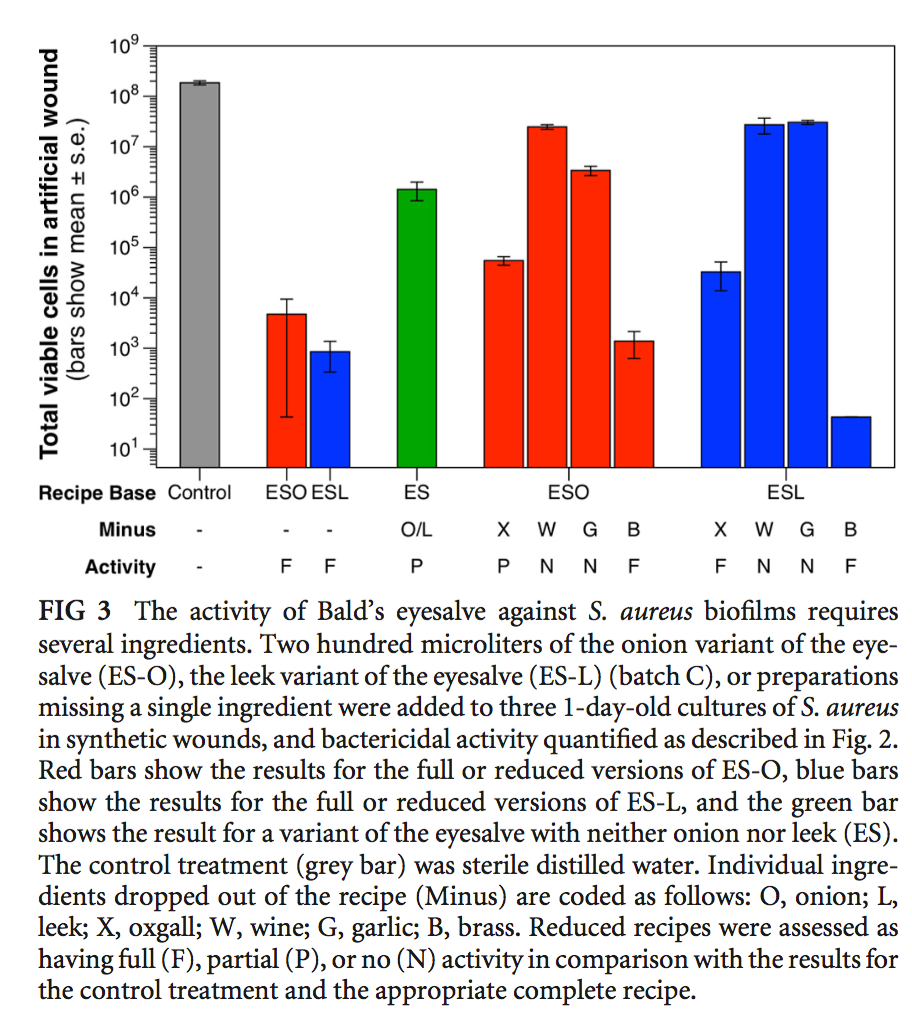 Total viable cells in artificial wound
(bars show mean ± s.e.)
10⁹
10⁸
10⁷
10⁶
10⁵
10⁴
10³
10²
10¹
Recipe Base Control ESO ESL ES ESO ESL
Minus - - - O/L X W G B X W G B
Activity - F F P P N N F F N N F
FIG 3 The activity of Bald's eyesalve against S. aureus biofilms requires
several ingredients. Two hundred microliters of the onion variant of the eye-
salve (ES-O), the leek variant of the eyesalve (ES-L) (batch C), or preparations
missing a single ingredient were added to three 1-day-old cultures of S. aureus
in synthetic wounds, and bactericidal activity quantified as described in Fig. 2.
Red bars show the results for the full or reduced versions of ES-O, blue bars
show the results for the full or reduced versions of ES-L, and the green bar
shows the result for a variant of the eyesalve with neither onion nor leek (ES).
The control treatment (grey bar) was sterile distilled water. Individual ingre-
dients dropped out of the recipe (Minus) are coded as follows: O, onion; L,
leek; X, oxgall; W, wine; G, garlic; B, brass. Reduced recipes were assessed as
having full (F), partial (P), or no (N) activity in comparison with the results for
the control treatment and the appropriate complete recipe.